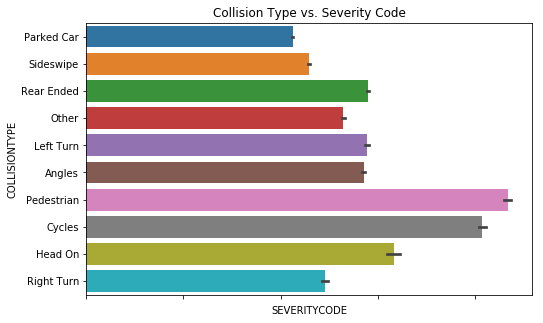 Collision Type vs. Severity Code
COLLISIONTYPE
Parked Car
Sideswipe
Rear Ended
Other
Left Turn
Angles
Pedestrian
Cycles
Head On
Right Turn
SEVERITYCODE